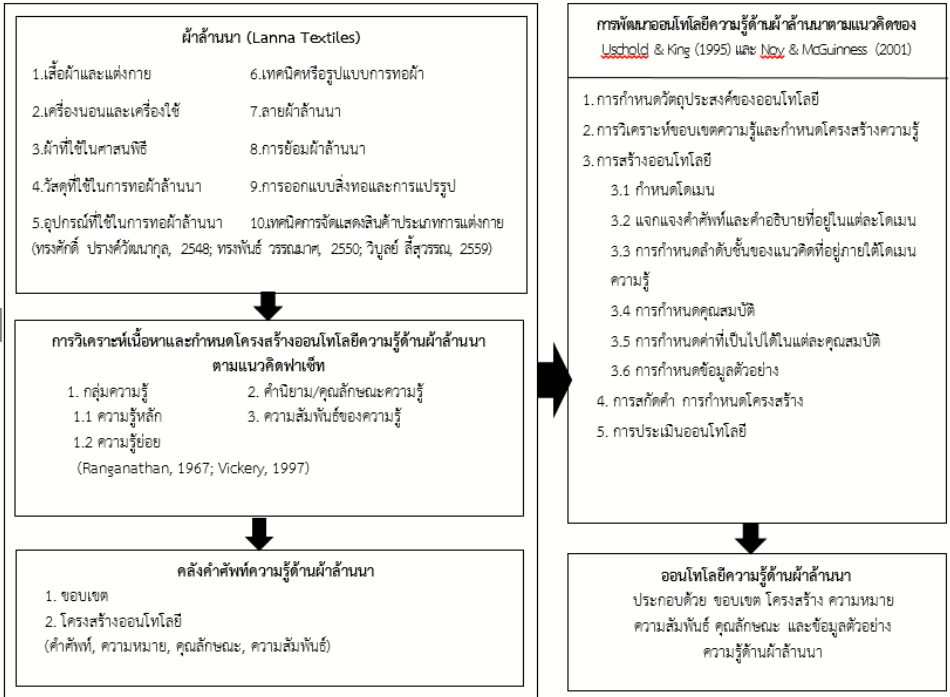 ผ้าล้านนา (Lanna Textiles)
1.เสื้อผ้าและแต่งกาย
6.เทคนิคหรือรูปแบบการทอผ้า
2.เครื่องนอนและเครื่องใช้
7.ลายผ้าล้านนา
3.ผ้าที่ใช้ในศาสนพิธี
8.การย้อมผ้าล้านนา
4.วัสดุที่ใช้ในการทอผ้าล้านนา
9.การออกแบบสิ่งทอและการแปรรูป
5.อุปกรณ์ที่ใช้ในการทอผ้าล้านนา
10.เทคนิคการจัดแสดงสินค้าประเภทการแต่งกาย
(ทรงศักดิ์ ปรางค์วัฒนากุล, 2548; ทรงพันธ์ วรรณมาศ, 2550; วิบูลย์ ลี้สุวรรณ, 2559)
การวิเคราะห์เนื้อหาและกำหนดโครงสร้างออนโทโลยีความรู้ด้านผ้าล้านนา
ตามแนวคิดฟาเซ็ท
1. กลุ่มความรู้
2. คำนิยาม/คุณลักษณะความรู้
1.1 ความรู้หลัก
3. ความสัมพันธ์ของความรู้
1.2 ความรู้ย่อย
(Ranganathan, 1967; Vickery, 1997)
คลังคำศัพท์ความรู้ด้านผ้าล้านนา
1. ขอบเขต
2. โครงสร้างออนโทโลยี
(คำศัพท์, ความหมาย, คุณลักษณะ, ความสัมพันธ์)
การพัฒนาออนโทโลยีความรู้ด้านผ้าล้านนาตามแนวคิดของ
Uschold & King (1995) และ Noy & McGuinness (2001)
1. การกำหนดวัตถุประสงค์ของออนโทโลยี
2. การวิเคราะห์ขอบเขตความรู้และกำหนดโครงสร้างความรู้
3. การสร้างออนโทโลยี
3.1 กำหนดโดเมน
3.2 แจกแจงคำศัพท์และคำอธิบายที่อยู่ในแต่ละโดเมน
3.3 การกำหนดลำดับชั้นของแนวคิดที่อยู่ภายใต้โดเมน
ความรู้
3.4 การกำหนดคุณสมบัติ
3.5 การกำหนดค่าที่เป็นไปได้ในแต่ละคุณสมบัติ
3.6 การกำหนดข้อมูลตัวอย่าง
4. การสกัดคำ การกำหนดโครงสร้าง
5. การประเมินออนโทโลยี
ออนโทโลยีความรู้ด้านผ้าล้านนา
ประกอบด้วย ขอบเขต โครงสร้าง ความหมาย
ความสัมพันธ์ คุณลักษณะ และข้อมูลตัวอย่าง
ความรู้ด้านผ้าล้านนา